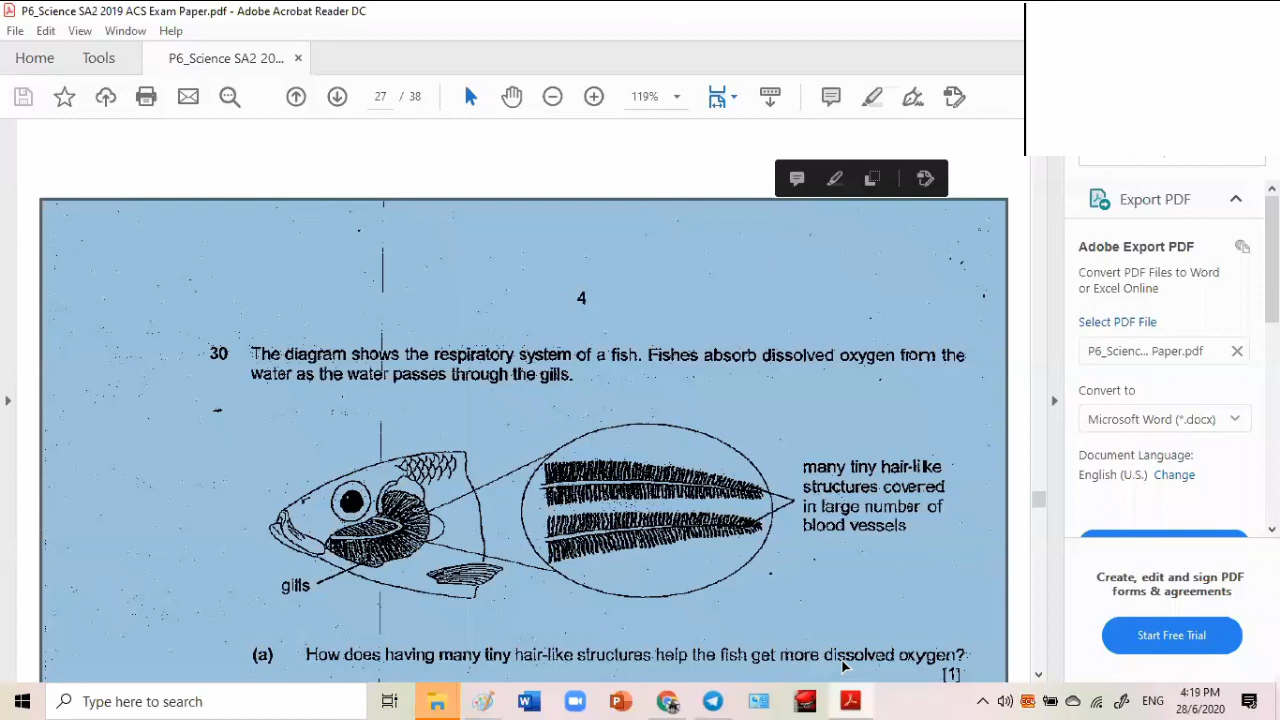 P6_Science SA2 2019 ACS Exam Paper.pdf - Adobe Acrobat Reader DC
File Edit View Window Help
Home Tools P6_Science SA2 20... ×
27 / 38 119%
Export PDF
Adobe Export PDF
Convert PDF Files to Word
or Excel Online
Select PDF File
P6_Scienc... Paper.pdf
Convert to
Microsoft Word (*.docx)
Document Language:
English (U.S.) Change
Create, edit and sign PDF
forms & agreements
Start Free Trial
4
30 The diagram shows the respiratory system of a fish. Fishes absorb dissolved oxygen from the
water as the water passes through the gills.
many tiny hair-like
structures covered
in large number of
blood vessels
gills
(a) How does having many tiny hair-like structures help the fish get more dissolved oxygen?
[1]
Type here to search
ENG
4:19 PM
28/6/2020